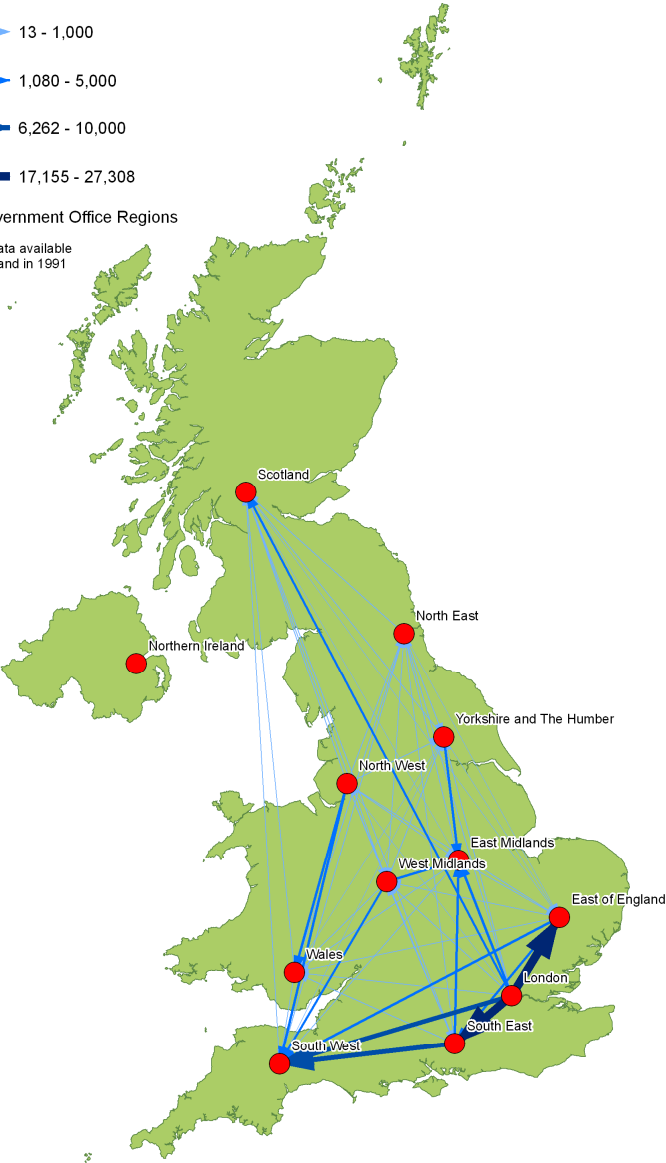 13 - 1,000
1,080 - 5,000
6,262 - 10,000
17,155 - 27,308
vernment Office Regions
ata available
and in 1991
Scotland
North East
Northern Ireland
Yorkshire and The Humber
North West
East Midlands
West Midlands
East of England
Wales
London
South East
South West